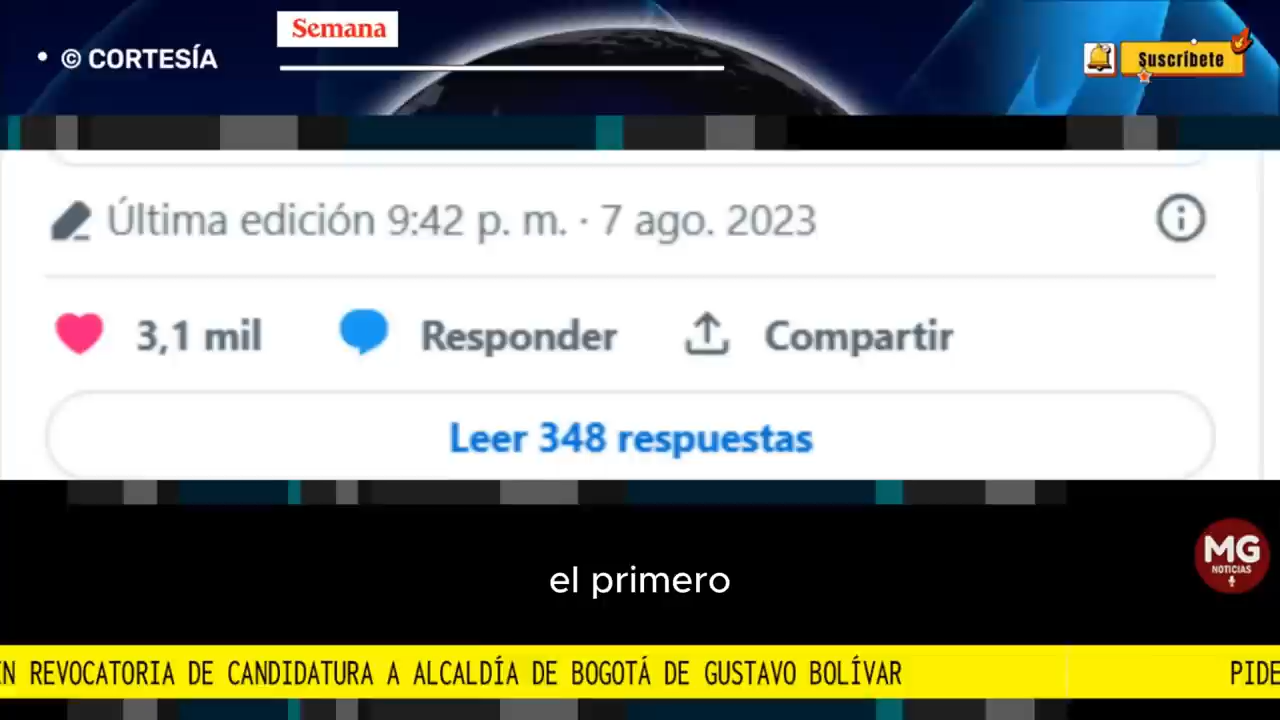 Semana
• © CORTESÍA
Suscríbete
Última edición 9:42 p. m. · 7 ago. 2023
3,1 mil
Responder
Compartir
Leer 348 respuestas
MG
NOTICIAS
el primero
N REVOCATORIA DE CANDIDATURA A ALCALDÍA DE BOGOTÁ DE GUSTAVO BOLÍVAR
PIDE